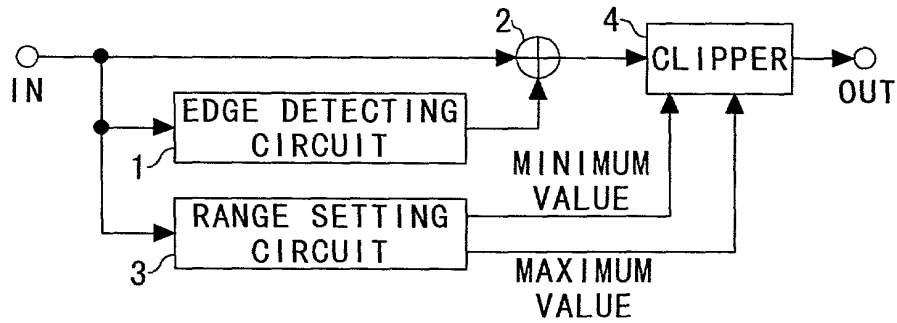 2
4
CLIPPER
IN
OUT
EDGE DETECTING
CIRCUIT
1
MINIMUM
VALUE
RANGE SETTING
CIRCUIT
3
MAXIMUM
VALUE